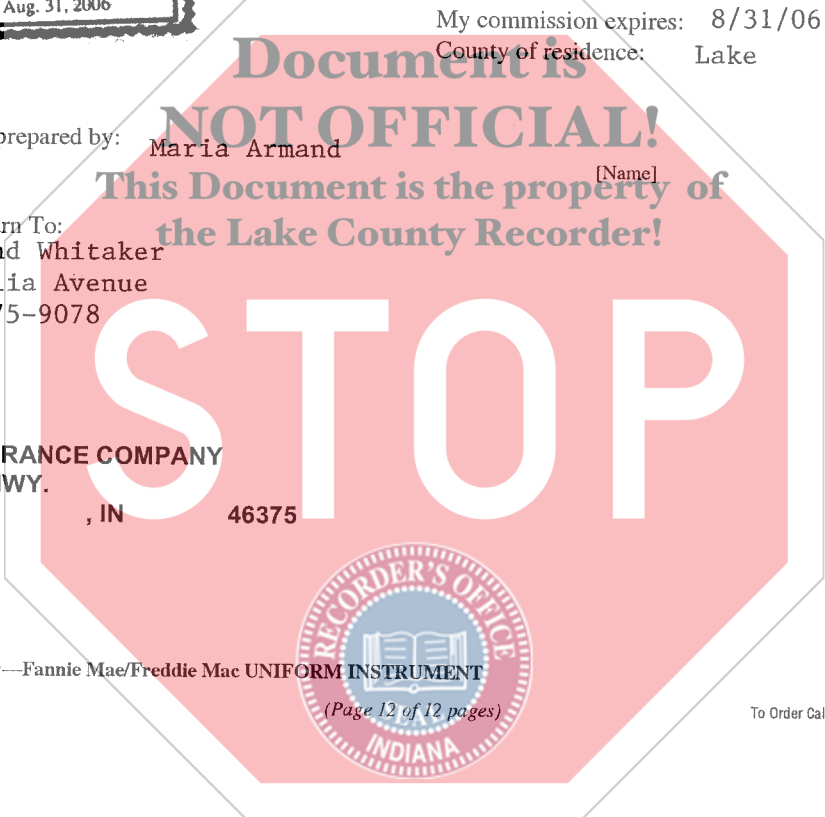 Aug. 31, 2006
My commission expires: 8/31/06
County of residence: Lake
Document is
NOT OFFICIAL!
prepared by: Maria Armand
[Name]
This Document is the property of
the Lake County Recorder!
rn To:
d Whitaker
lia Avenue
75-9078
STOP
RANCE COMPANY
WY.
, IN 46375
RECORDER'S OFFICE
—Fannie Mae/Freddie Mac UNIFORM INSTRUMENT
(Page 12 of 12 pages)
SEAL
INDIANA
To Order Cal